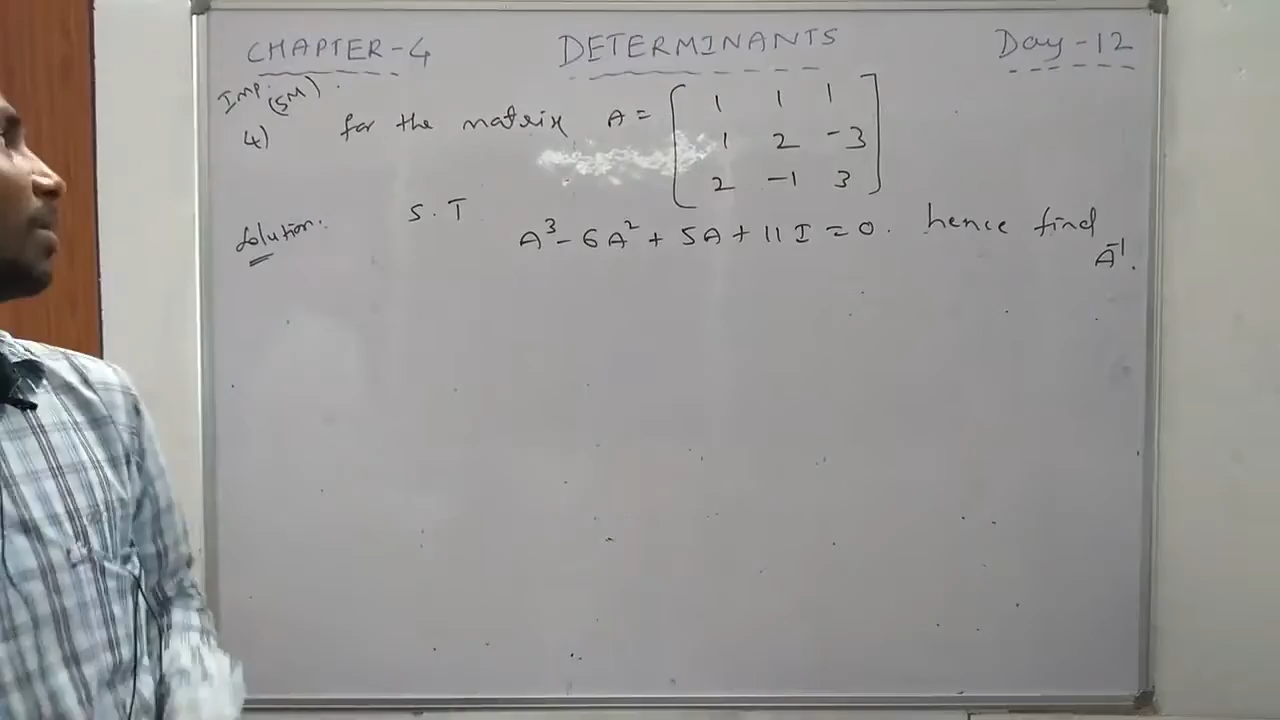 CHAPTER-4 DETERMINANTS Day-12
Imp. (5M).
4) for the matrix A = [ 1 1 1
1 2 -3
2 -1 3 ]
Solution: S.T A³ - 6A² + 5A + 11I = 0. hence find
A⁻¹.